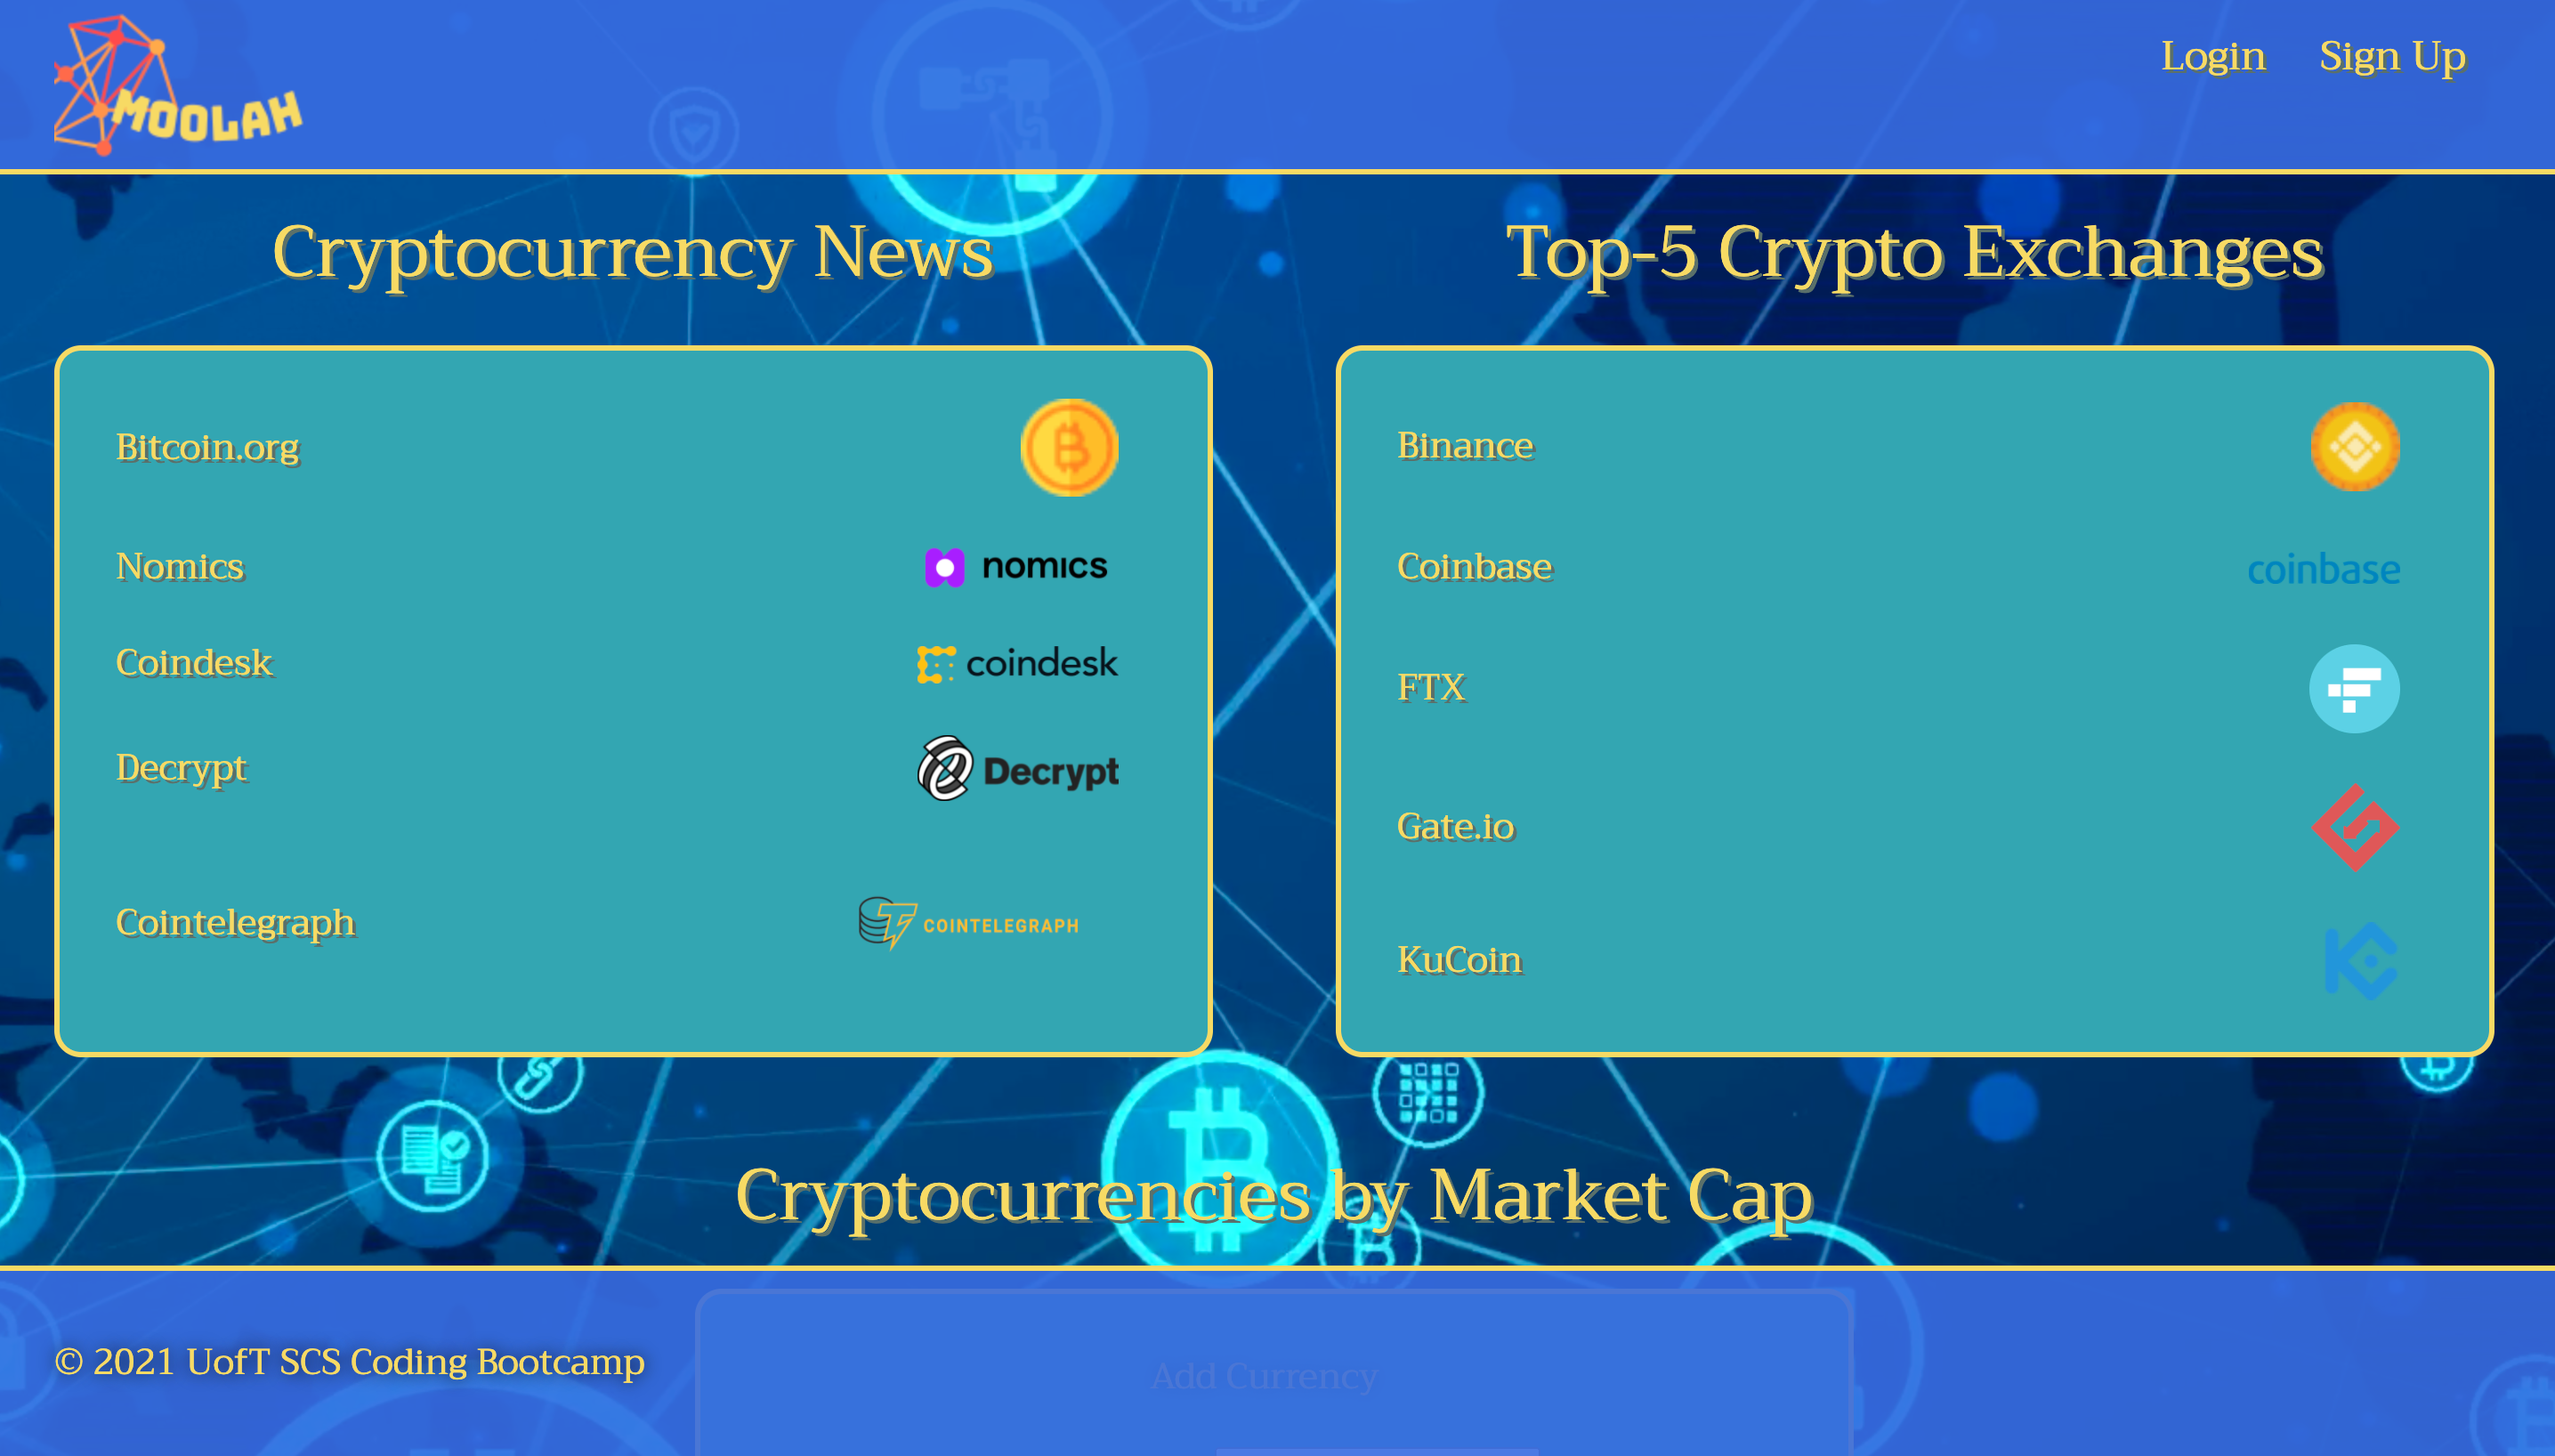 MOOLAH
Login
Sign Up
Cryptocurrency News
Top-5 Crypto Exchanges
Bitcoin.org
Nomics
nomics
Coindesk
coindesk
Decrypt
Decrypt
Cointelegraph
COINTELEGRAPH
Binance
Coinbase
coinbase
FTX
Gate.io
KuCoin
Cryptocurrencies by Market Cap
© 2021 UofT SCS Coding Bootcamp
Add Currency